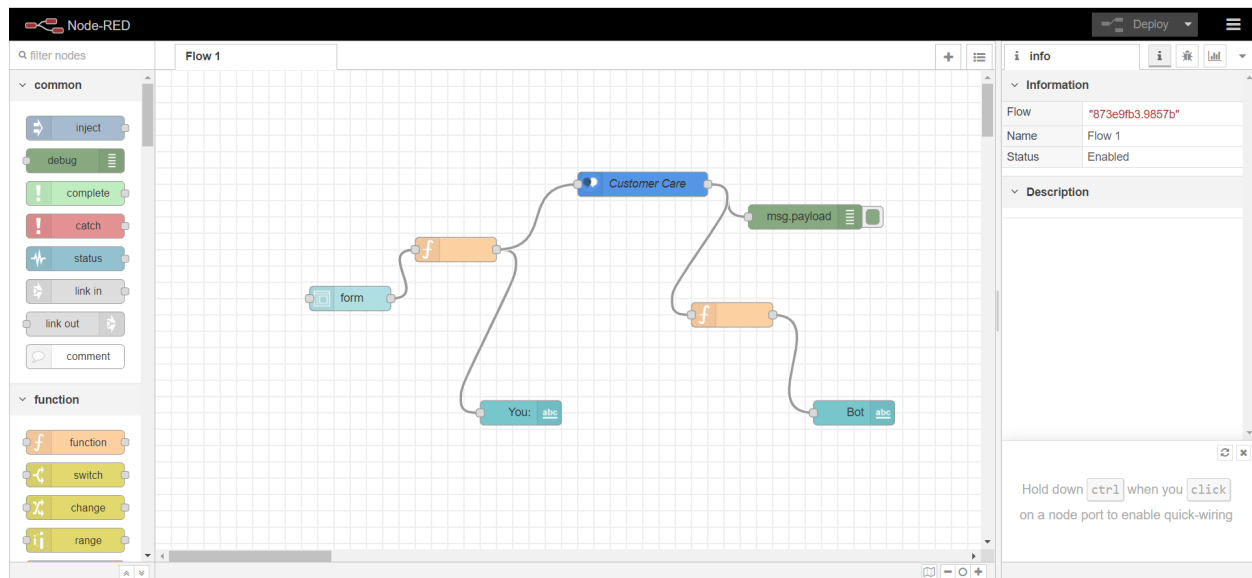 Node-RED
Deploy
filter nodes
Flow 1
i info
i
common
inject
debug
complete
catch
status
link in
link out
comment
function
f function
switch
change
range
form
f
Customer Care
msg.payload
f
You: abc
Bot abc
Information
Flow "873e9fb3.9857b"
Name Flow 1
Status Enabled
Description
Hold down ctrl when you click
on a node port to enable quick-wiring